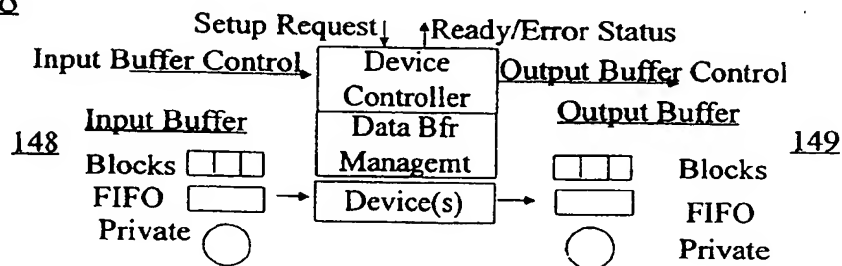 Setup Request Ready/Error Status
Input Buffer Control Device Output Buffer Control
Controller
Input Buffer Data Bfr Output Buffer
148 Managemt 149
Blocks Blocks
FIFO Device(s) FIFO
Private Private